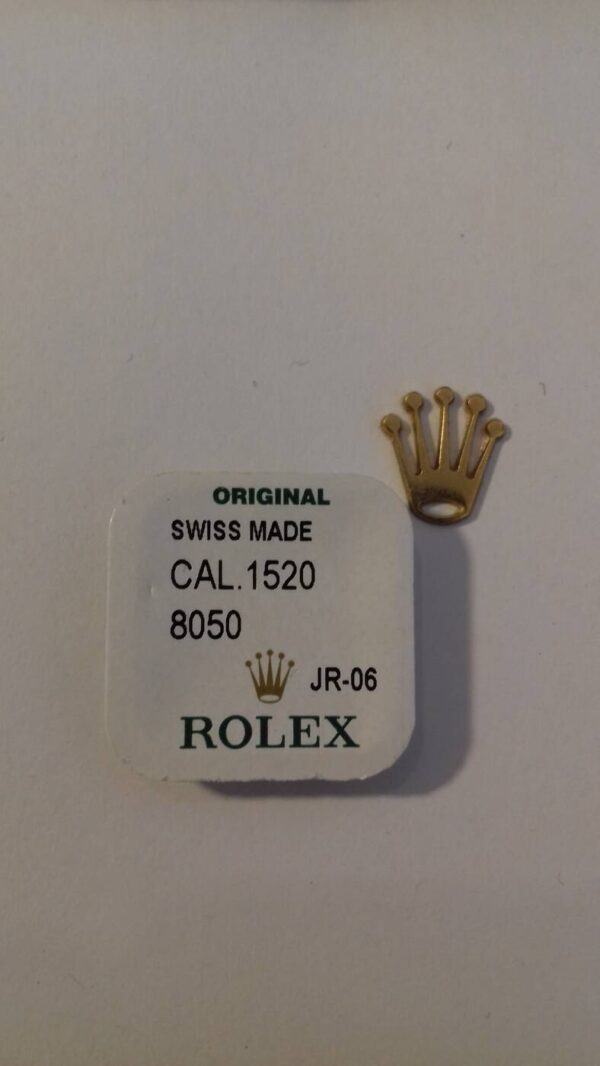 ORIGINAL
SWISS MADE
CAL.1520
8050
JR-06
ROLEX